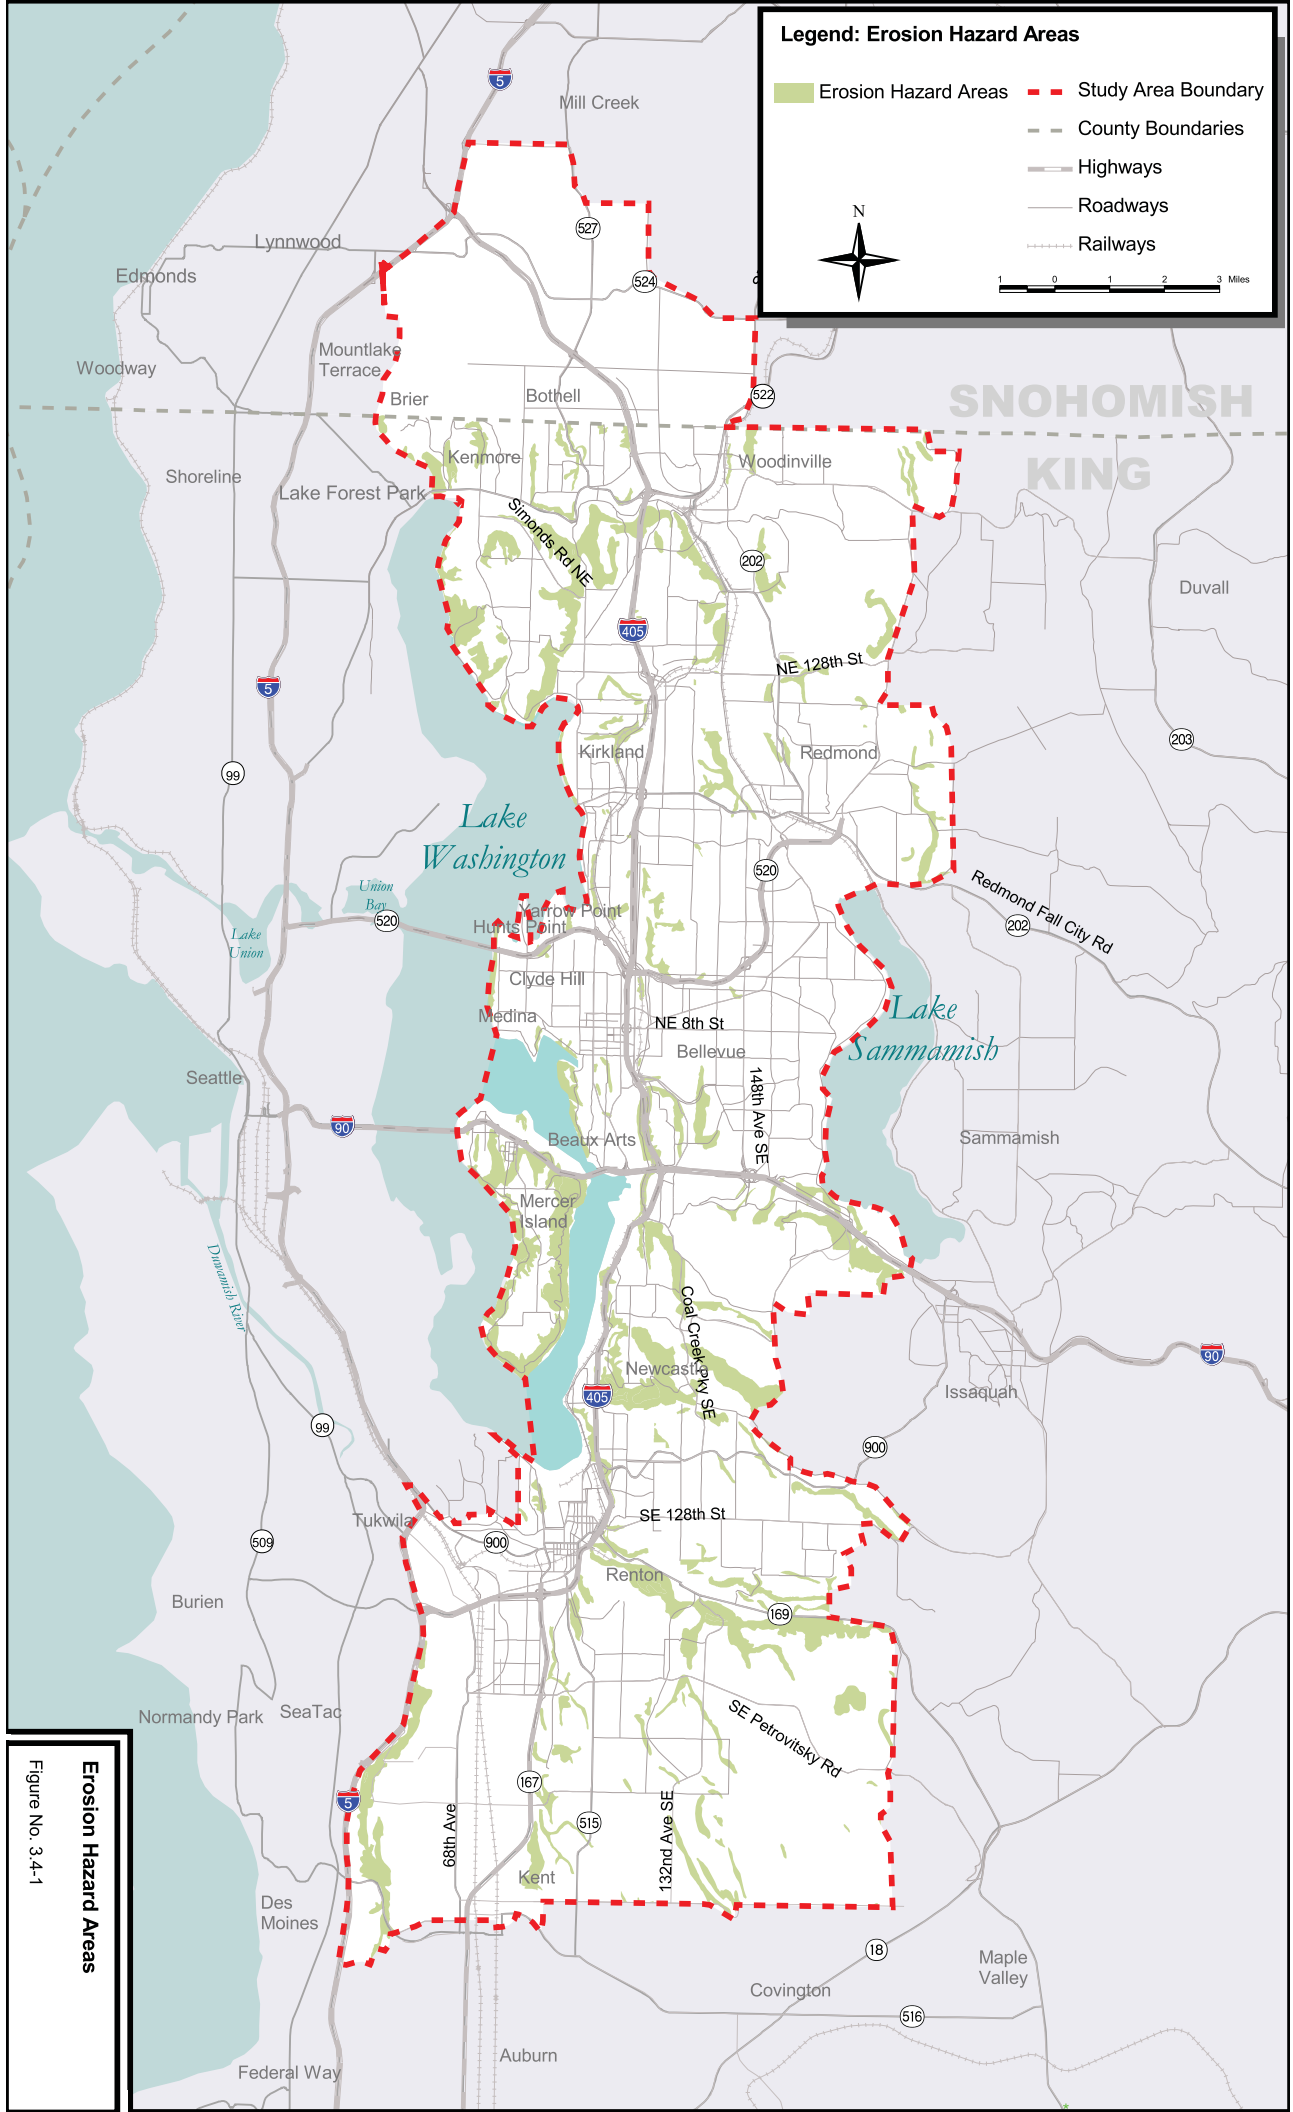 Legend: Erosion Hazard Areas
Erosion Hazard Areas
Study Area Boundary
County Boundaries
Highways
Roadways
Railways
N
1 0 1 2 3 Miles
5
Mill Creek
527
Lynnwood
Edmonds
524
Mountlake
Terrace
Woodway
Brier
Bothell
522
SNOHOMISH
KING
Kenmore
Woodinville
Shoreline
Lake Forest Park
Simonds Rd NE
202
Duvall
405
NE 128th St
5
203
Kirkland
Redmond
99
Lake
Washington
520
Union
Bay
520
Yarrow Point
Hunts Point
Redmond Fall City Rd
202
Lake
Union
Clyde Hill
Medina
NE 8th St
Lake
Sammamish
Bellevue
Seattle
148th Ave SE
90
Beaux Arts
Sammamish
Mercer
Island
Duwamish River
Coal Creek Pky SE
90
Newcastle
405
Issaquah
99
900
SE 128th St
Tukwila
509
900
Renton
Burien
169
Normandy Park
SeaTac
SE Petrovitsky Rd
167
5
515
68th Ave
132nd Ave SE
Kent
Des
Moines
18
Maple
Valley
Covington
516
Auburn
Federal Way
Erosion Hazard Areas
Figure No. 3.4-1